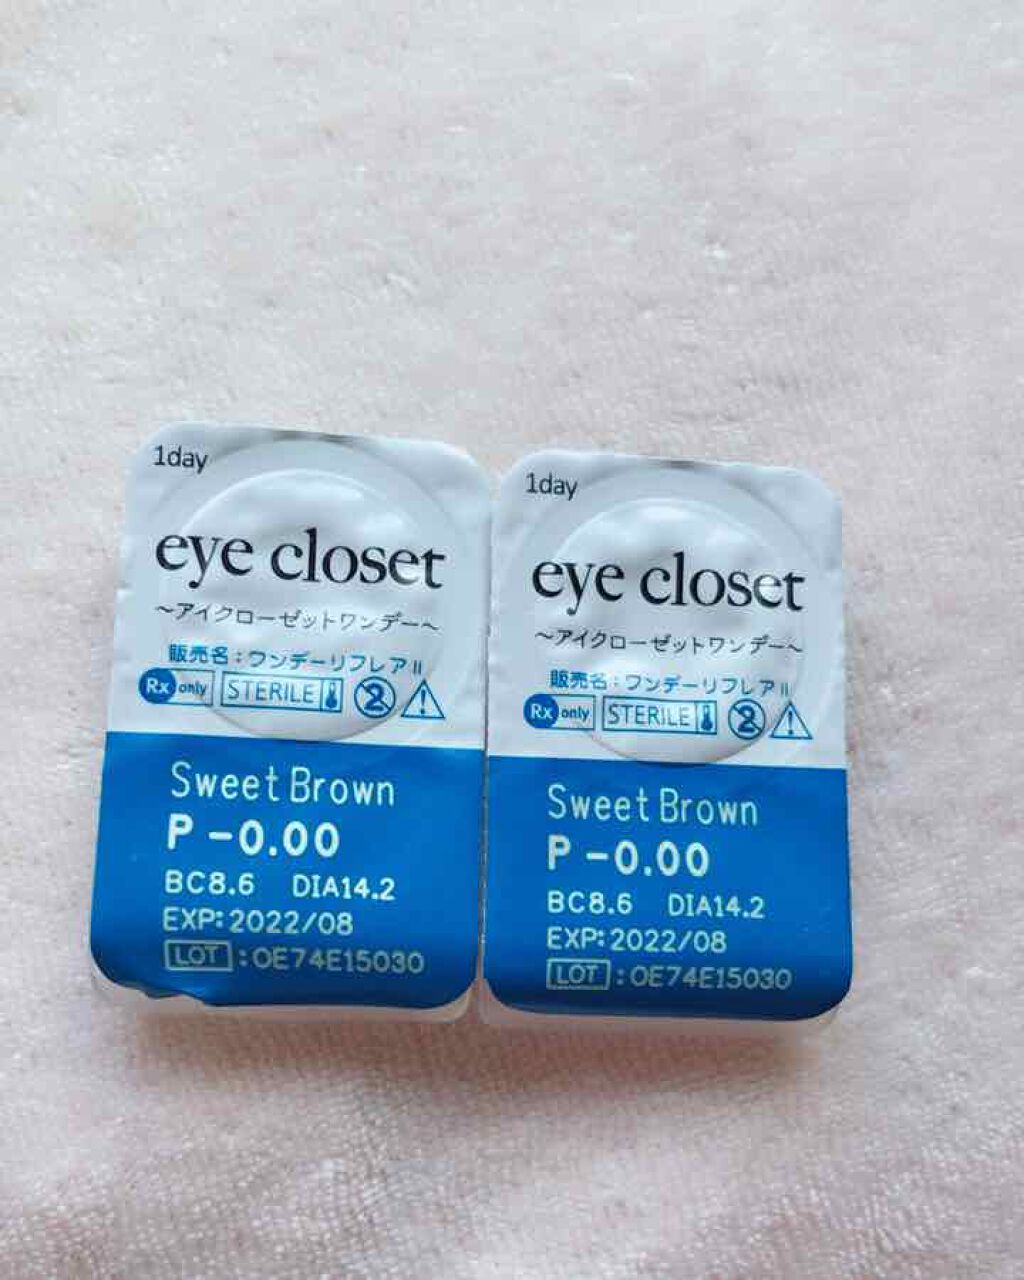 1day
eye closet
～アイクローゼットワンデー～
販売名：ワンデーリフレアII
Rx only STERILE 2
Sweet Brown
P -0.00
BC8.6 DIA14.2
EXP:2022/08
LOT :OE74E15030
1day
eye closet
～アイクローゼットワンデー～
販売名：ワンデーリフレアII
Rx only STERILE 2
Sweet Brown
P -0.00
BC8.6 DIA14.2
EXP:2022/08
LOT :OE74E15030